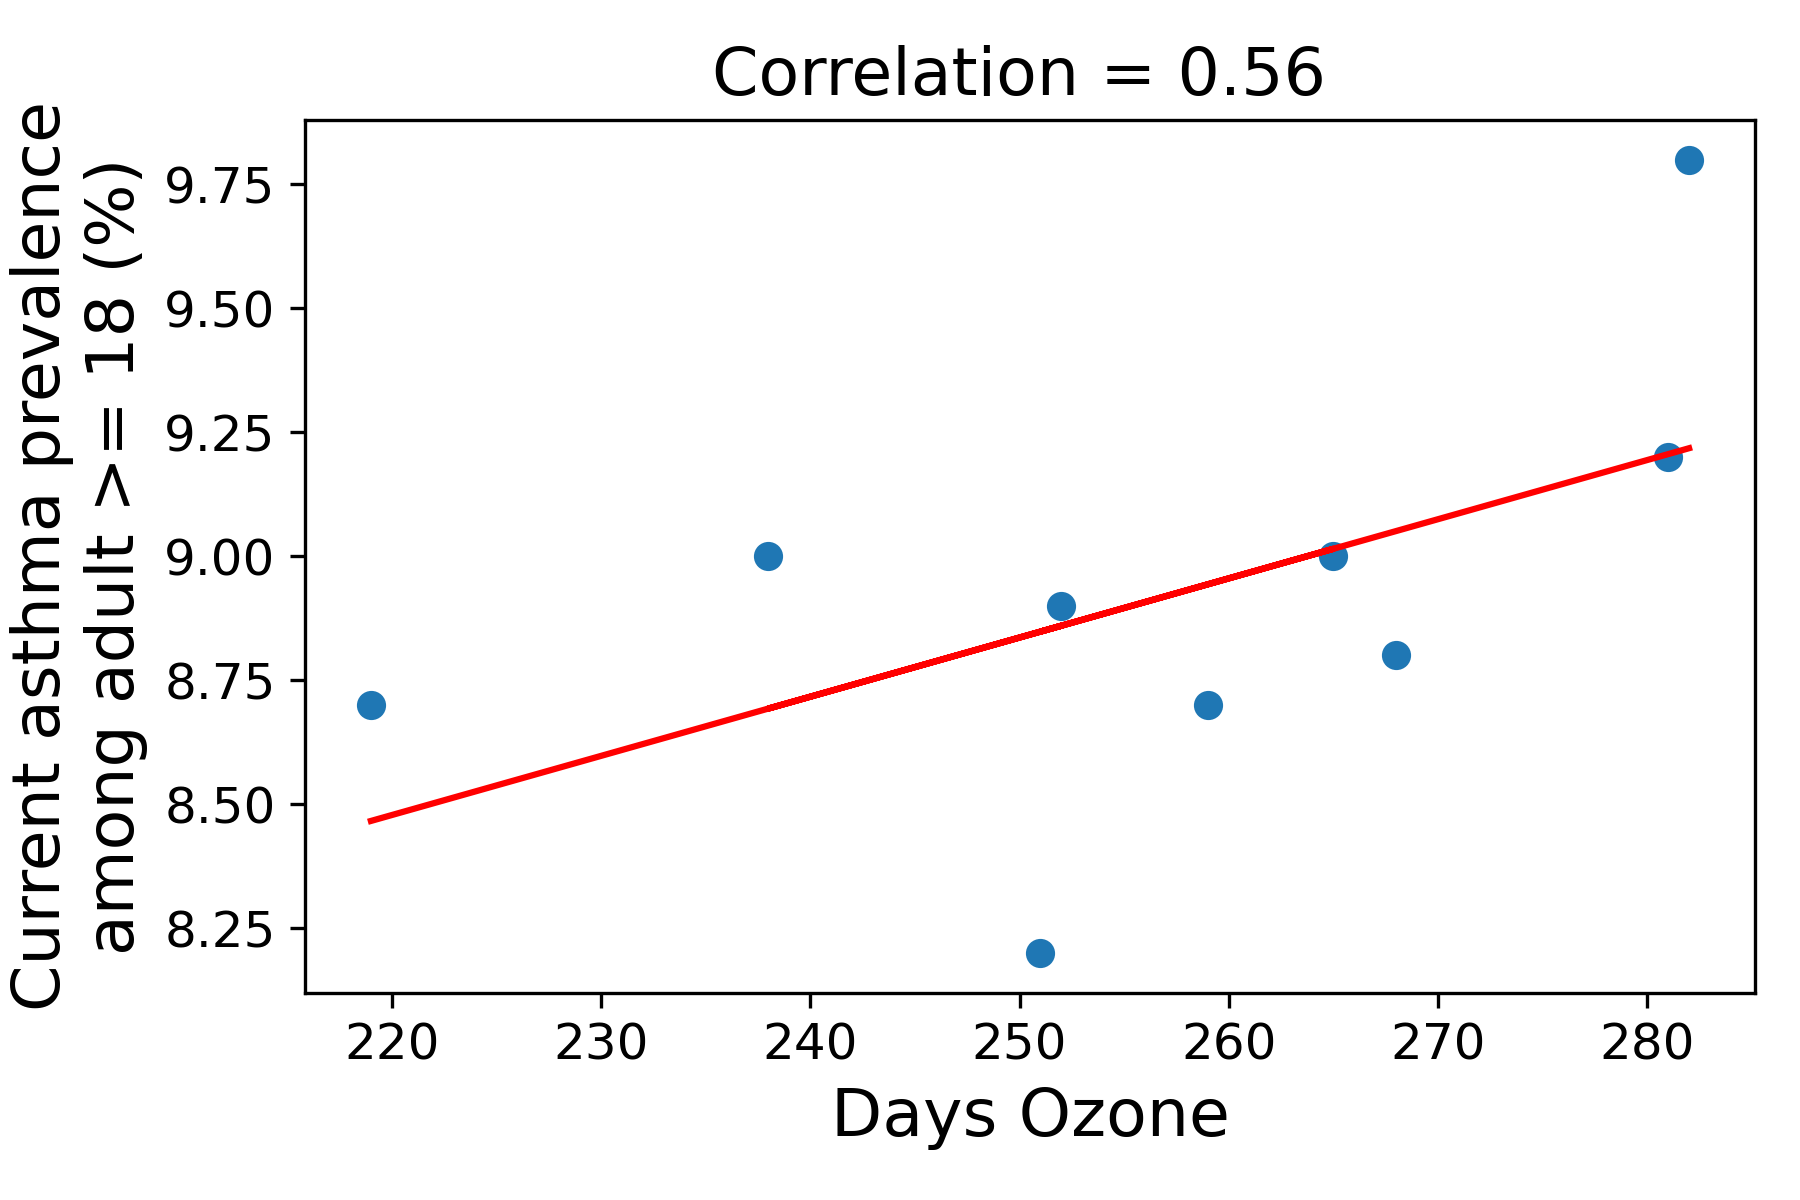 Correlation = 0.56
Current asthma prevalence
among adult >= 18 (%)
9.75
9.50
9.25
9.00
8.75
8.50
8.25
220 230 240 250 260 270 280
Days Ozone